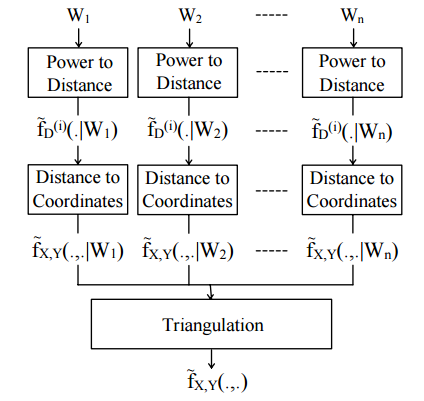 W₁ W₂ ----- Wₙ
Power to Power to ----- Power to
Distance Distance Distance
f̃D⁽ⁱ⁾(.|W₁) f̃D⁽ⁱ⁾(.|W₂) ----- f̃D⁽ⁱ⁾(.|Wₙ)
Distance to Distance to ----- Distance to
Coordinates Coordinates Coordinates
f̃X,Y(.,.|W₁) f̃X,Y(.,.|W₂) ----- f̃X,Y(.,.|Wₙ)
Triangulation
f̃X,Y(.,.)